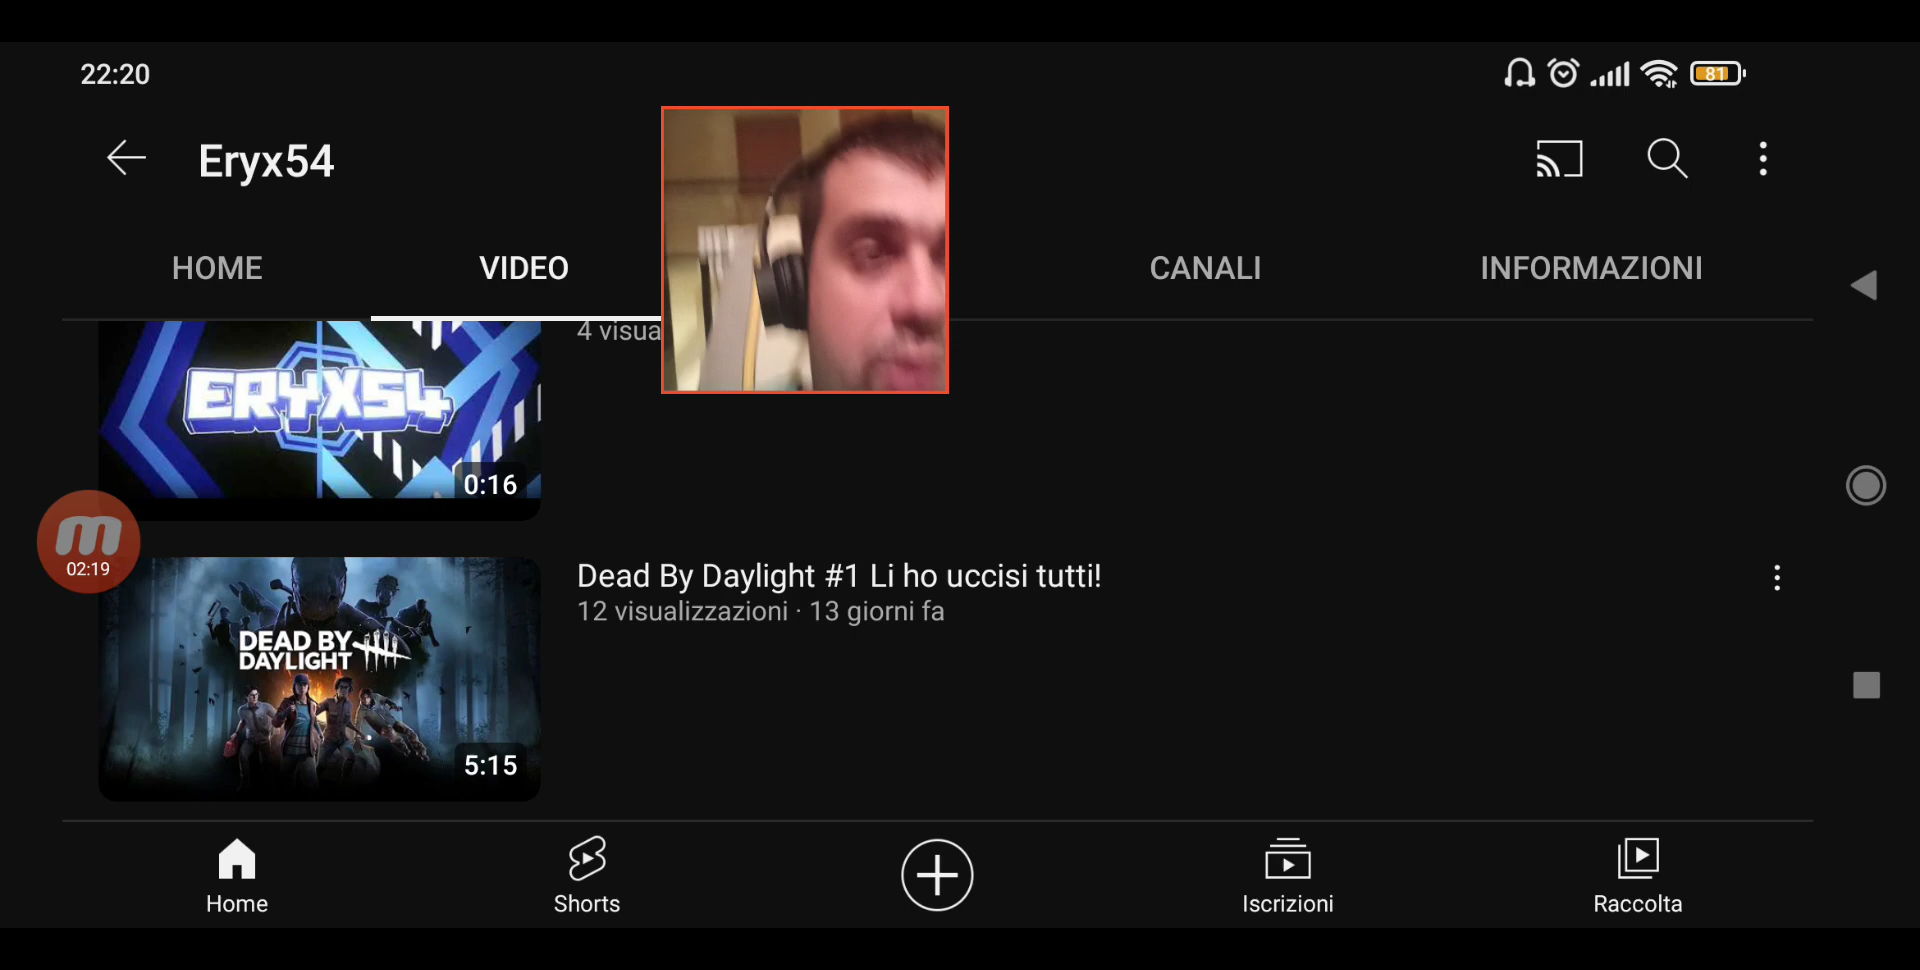 22:20
81
Eryx54
HOME
VIDEO
CANALI
INFORMAZIONI
4 visua
ERYX54
0:16
m
02:19
Dead By Daylight #1 Li ho uccisi tutti!
12 visualizzazioni · 13 giorni fa
DEAD BY
DAYLIGHT
5:15
Home
Shorts
Iscrizioni
Raccolta